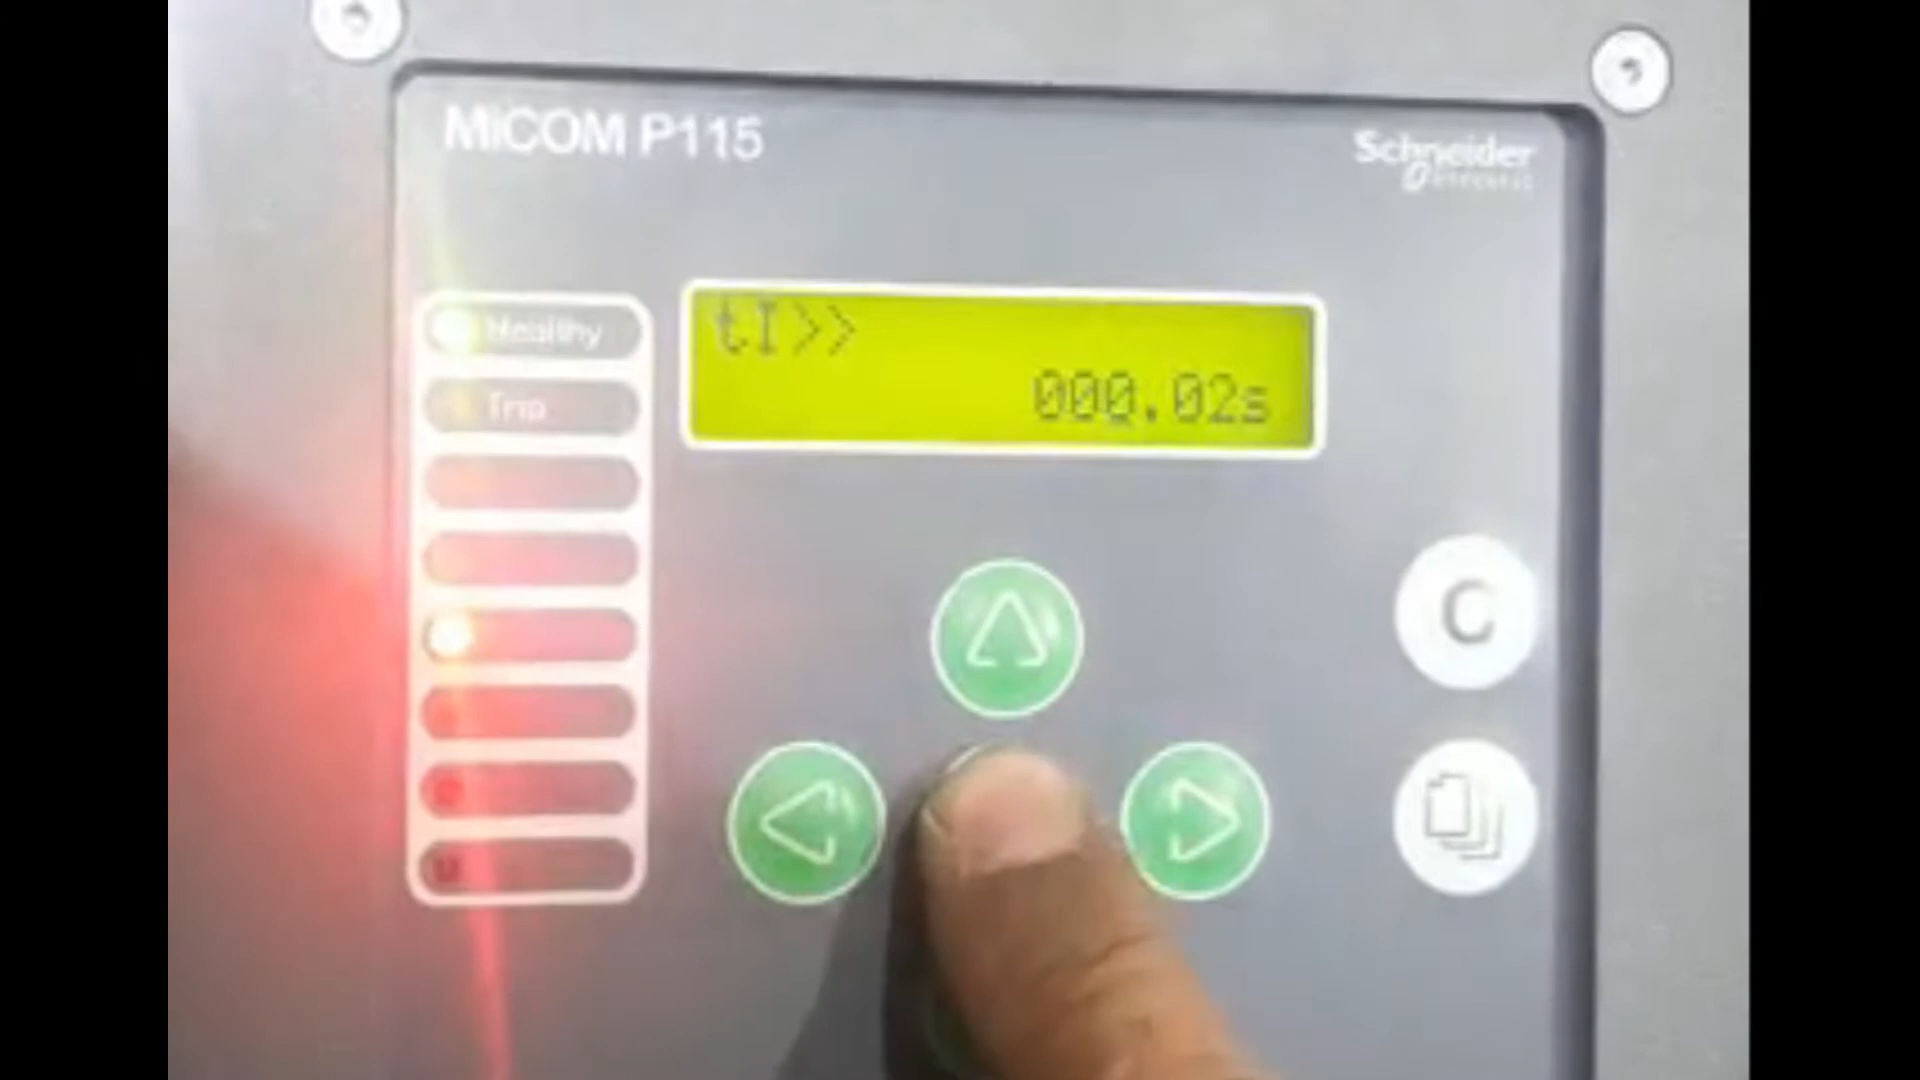 MiCOM P115
Schneider
Healthy
Trip
tI>>
000.02s
C